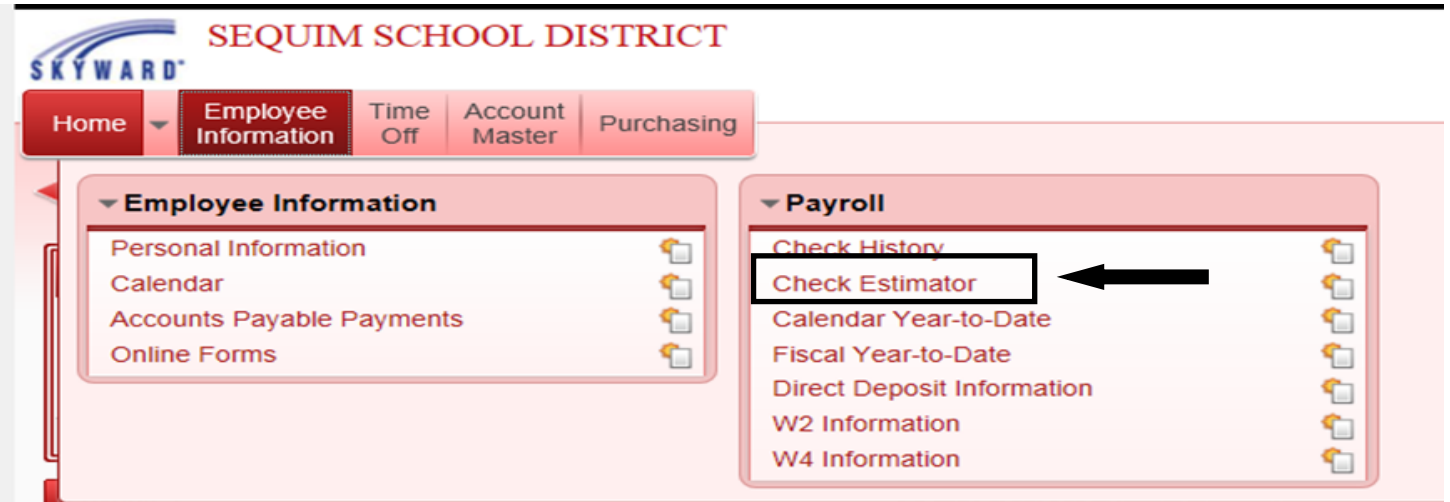 SEQUIM SCHOOL DISTRICT
SKYWARD
Home
Employee
Information
Time
Off
Account
Master
Purchasing
Employee Information
Personal Information
Calendar
Accounts Payable Payments
Online Forms
Payroll
Check History
Check Estimator
Calendar Year-to-Date
Fiscal Year-to-Date
Direct Deposit Information
W2 Information
W4 Information